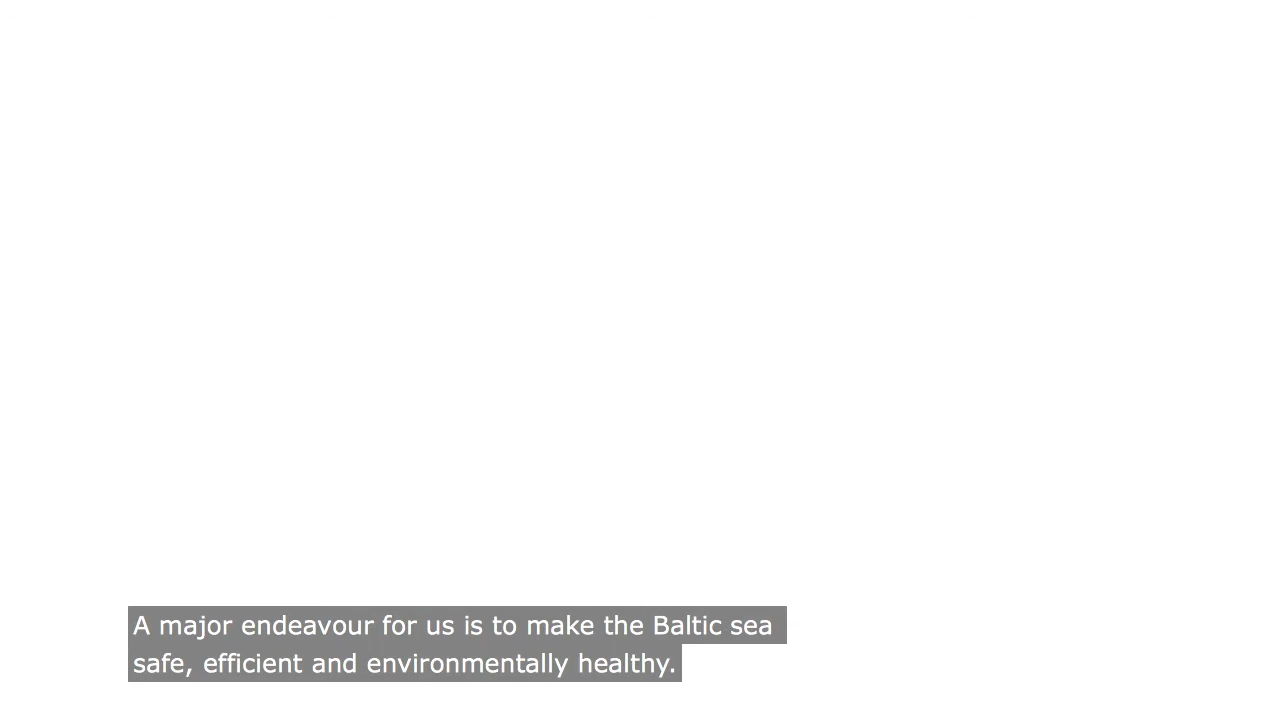 A major endeavour for us is to make the Baltic sea
safe, efficient and environmentally healthy.